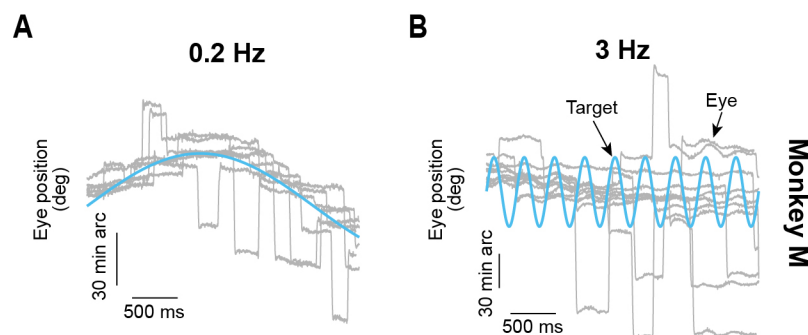 A
0.2 Hz
Eye position
(deg)
30 min arc
500 ms
B
3 Hz
Target
Eye
Eye position
(deg)
30 min arc
500 ms
Monkey M